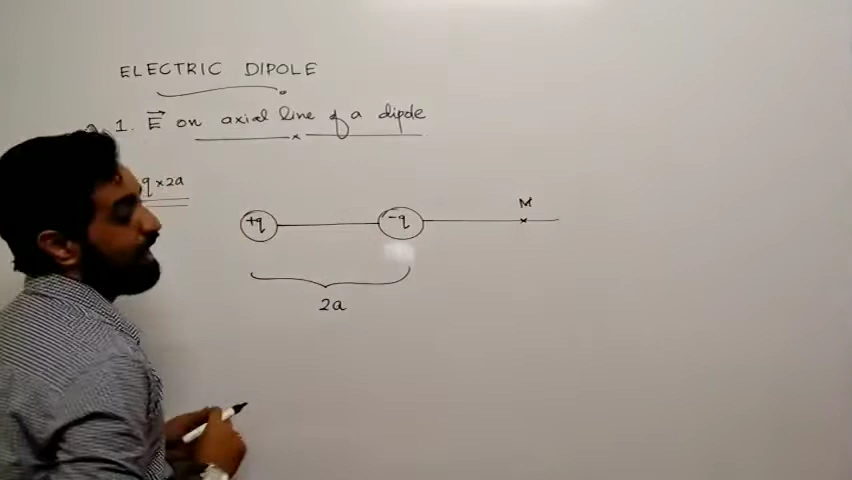 ELECTRIC DIPOLE
1. E⃗ on axial line of a dipole
q × 2a
M
+q -q
2a